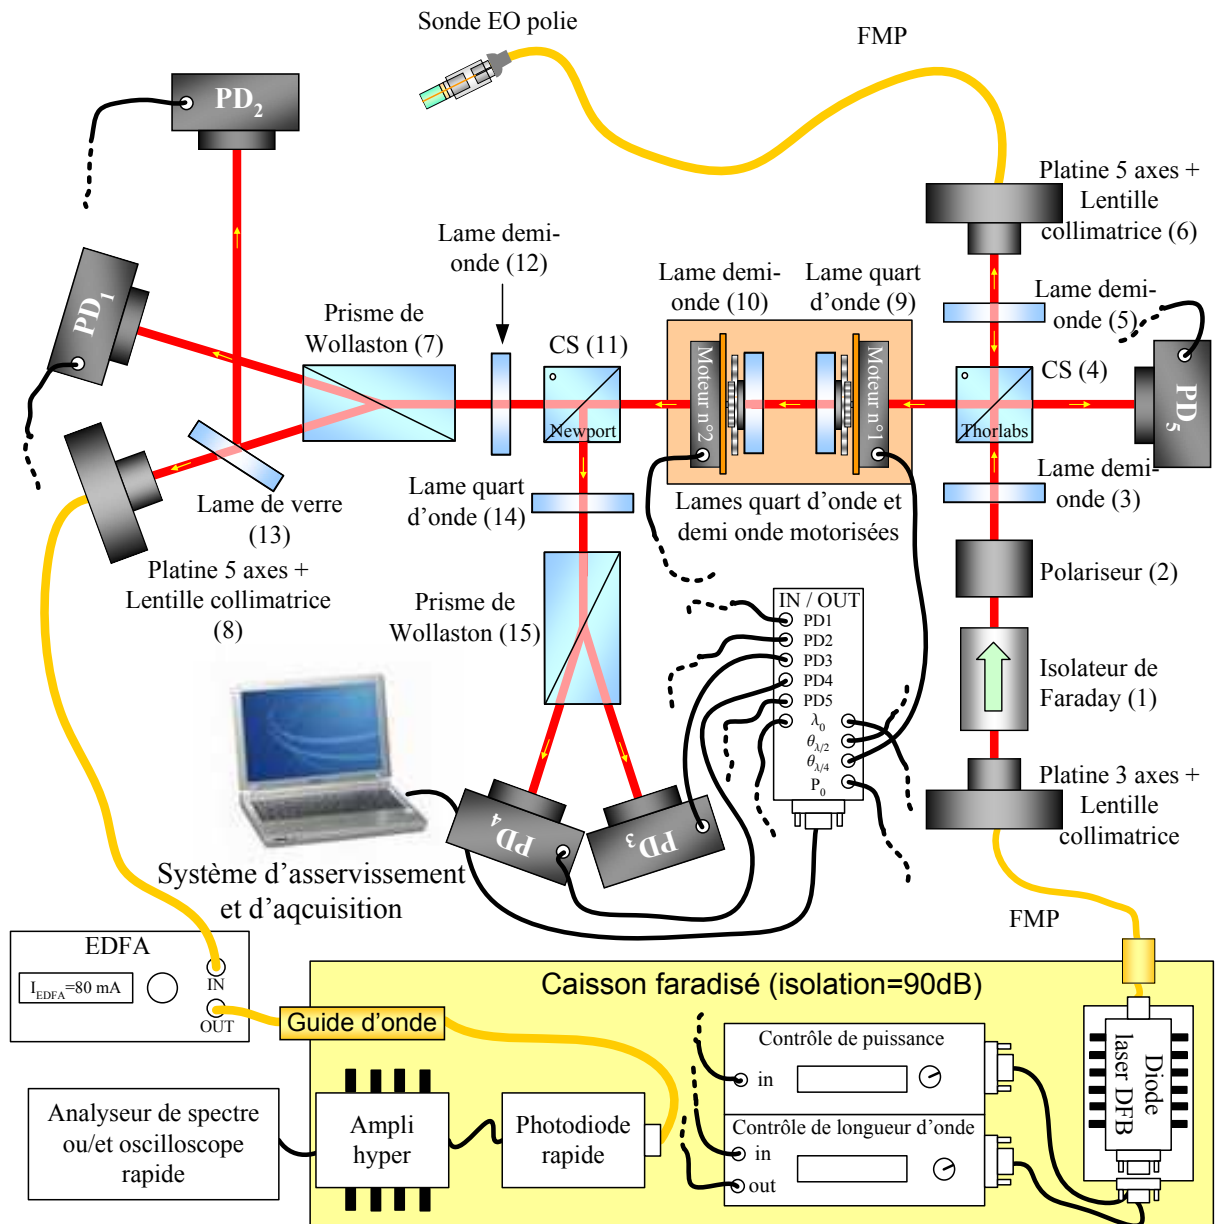 Sonde EO polie
FMP
PD2
Platine 5 axes +
Lentille
collimatrice (6)
Lame demi-
onde (12)
Lame demi-
onde (10)
Lame quart
d’onde (9)
PD1
Prisme de
Wollaston (7)
CS (11)
Newport
Moteur n°2
Moteur n°1
Lame demi-
onde (5)
CS (4)
Thorlabs
PD5
Lame de verre
(13)
Lame quart
d’onde (14)
Lames quart d’onde et
demi onde motorisées
Lame demi-
onde (3)
Platine 5 axes +
Lentille collimatrice
(8)
Prisme de
Wollaston (15)
Polariseur (2)
IN / OUT
PD1
PD2
PD3
PD4
PD5
λ0
θλ/2
θλ/4
P0
Isolateur de
Faraday (1)
Platine 3 axes +
Lentille
collimatrice
PD4
PD3
Système d’asservissement
et d’aqcuisition
FMP
EDFA
IEDFA=80 mA
IN
OUT
Guide d’onde
Caisson faradisé (isolation=90dB)
Contrôle de puissance
in
Contrôle de longueur d’onde
in
out
Diode
laser DFB
Analyseur de spectre
ou/et oscilloscope
rapide
Ampli
hyper
Photodiode
rapide